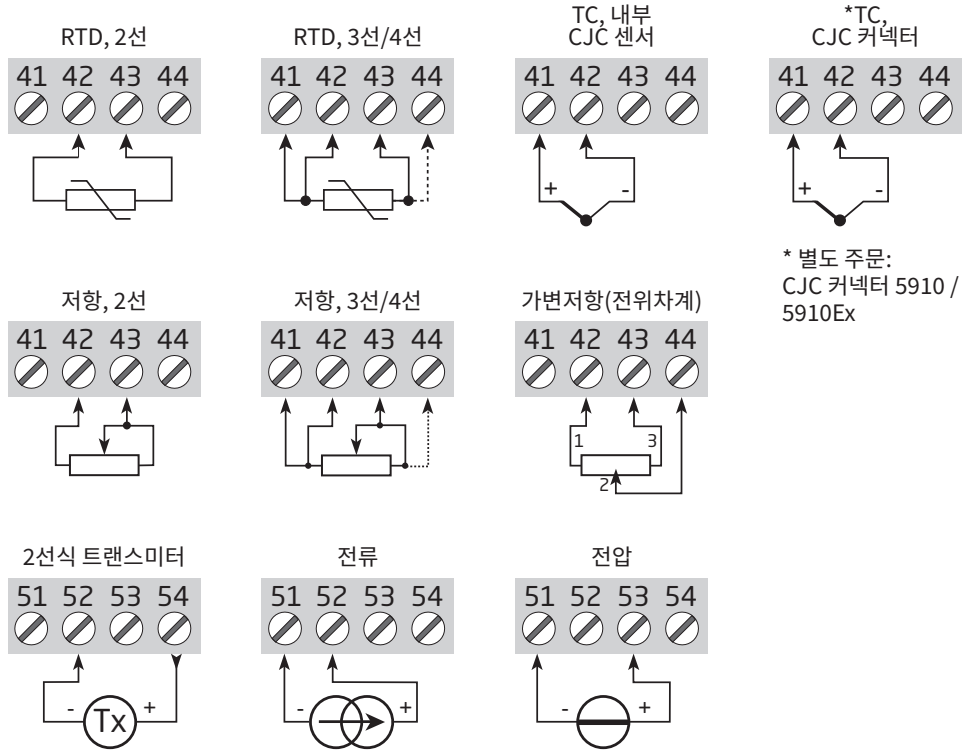 RTD, 2선
41 42 43 44
RTD, 3선/4선
41 42 43 44
TC, 내부
CJC 센서
41 42 43 44
+ -
*TC,
CJC 커넥터
41 42 43 44
+ -
* 별도 주문:
CJC 커넥터 5910 /
5910Ex
저항, 2선
41 42 43 44
저항, 3선/4선
41 42 43 44
가변저항(전위차계)
41 42 43 44
1 3
2
2선식 트랜스미터
51 52 53 54
- Tx +
전류
51 52 53 54
- +
전압
51 52 53 54
- +